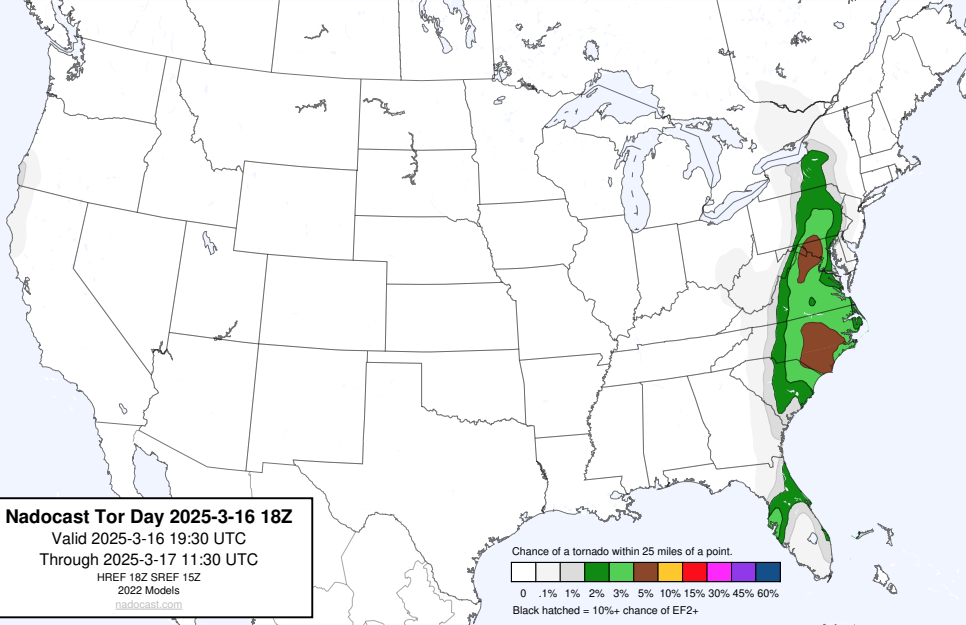 Nadocast Tor Day 2025-3-16 18Z
Valid 2025-3-16 19:30 UTC
Through 2025-3-17 11:30 UTC
HREF 18Z SREF 15Z
2022 Models
nadocast.com
Chance of a tornado within 25 miles of a point.
0 .1% 1% 2% 3% 5% 10% 15% 30% 45% 60%
Black hatched = 10%+ chance of EF2+